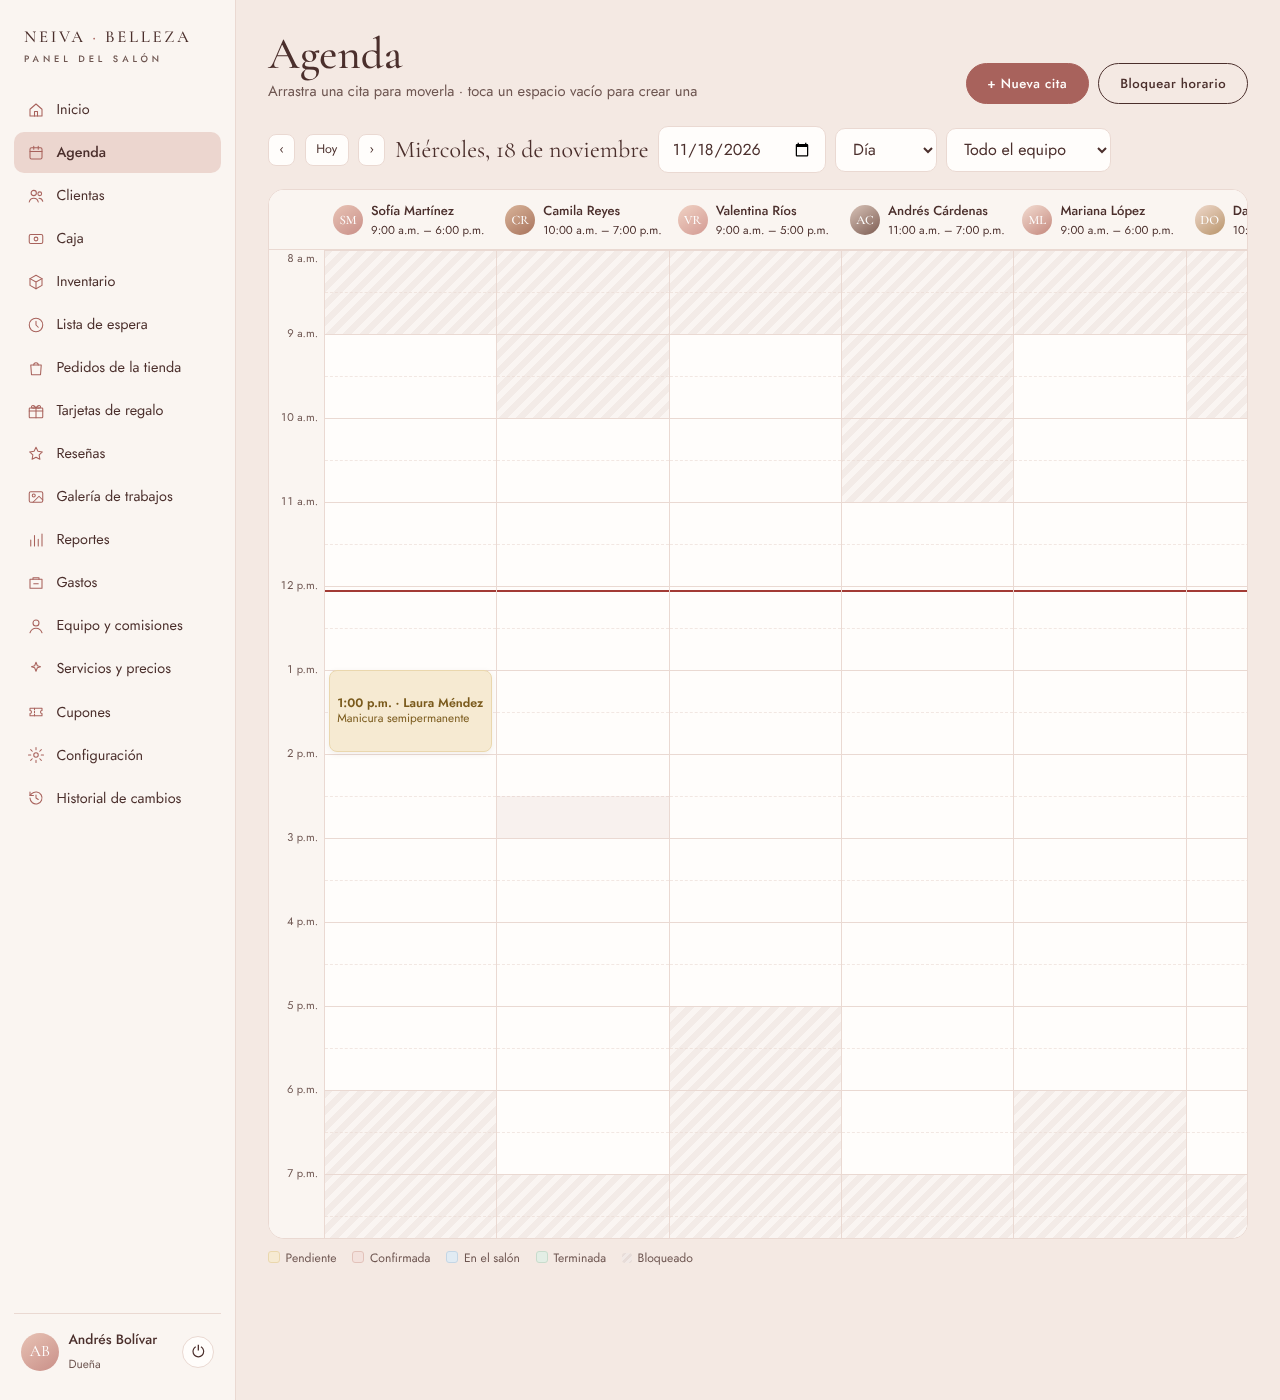 NEIVA · BELLEZA
PANEL DEL SALÓN
Inicio
Agenda
Clientas
Caja
Inventario
Lista de espera
Pedidos de la tienda
Tarjetas de regalo
Reseñas
Galería de trabajos
Reportes
Gastos
Equipo y comisiones
Servicios y precios
Cupones
Configuración
Historial de cambios
AB
Andrés Bolívar
Dueña
Agenda
Arrastra una cita para moverla · toca un espacio vacío para crear una
+ Nueva cita
Bloquear horario
‹ Hoy › Miércoles, 18 de noviembre 11/18/2026 Día Todo el equipo
SM Sofía Martínez
9:00 a.m. – 6:00 p.m.
CR Camila Reyes
10:00 a.m. – 7:00 p.m.
VR Valentina Ríos
9:00 a.m. – 5:00 p.m.
AC Andrés Cárdenas
11:00 a.m. – 7:00 p.m.
ML Mariana López
9:00 a.m. – 6:00 p.m.
DO Da
10:
8 a.m.
9 a.m.
10 a.m.
11 a.m.
12 p.m.
1 p.m.
1:00 p.m. · Laura Méndez
Manicura semipermanente
2 p.m.
3 p.m.
4 p.m.
5 p.m.
6 p.m.
7 p.m.
Pendiente Confirmada En el salón Terminada Bloqueado